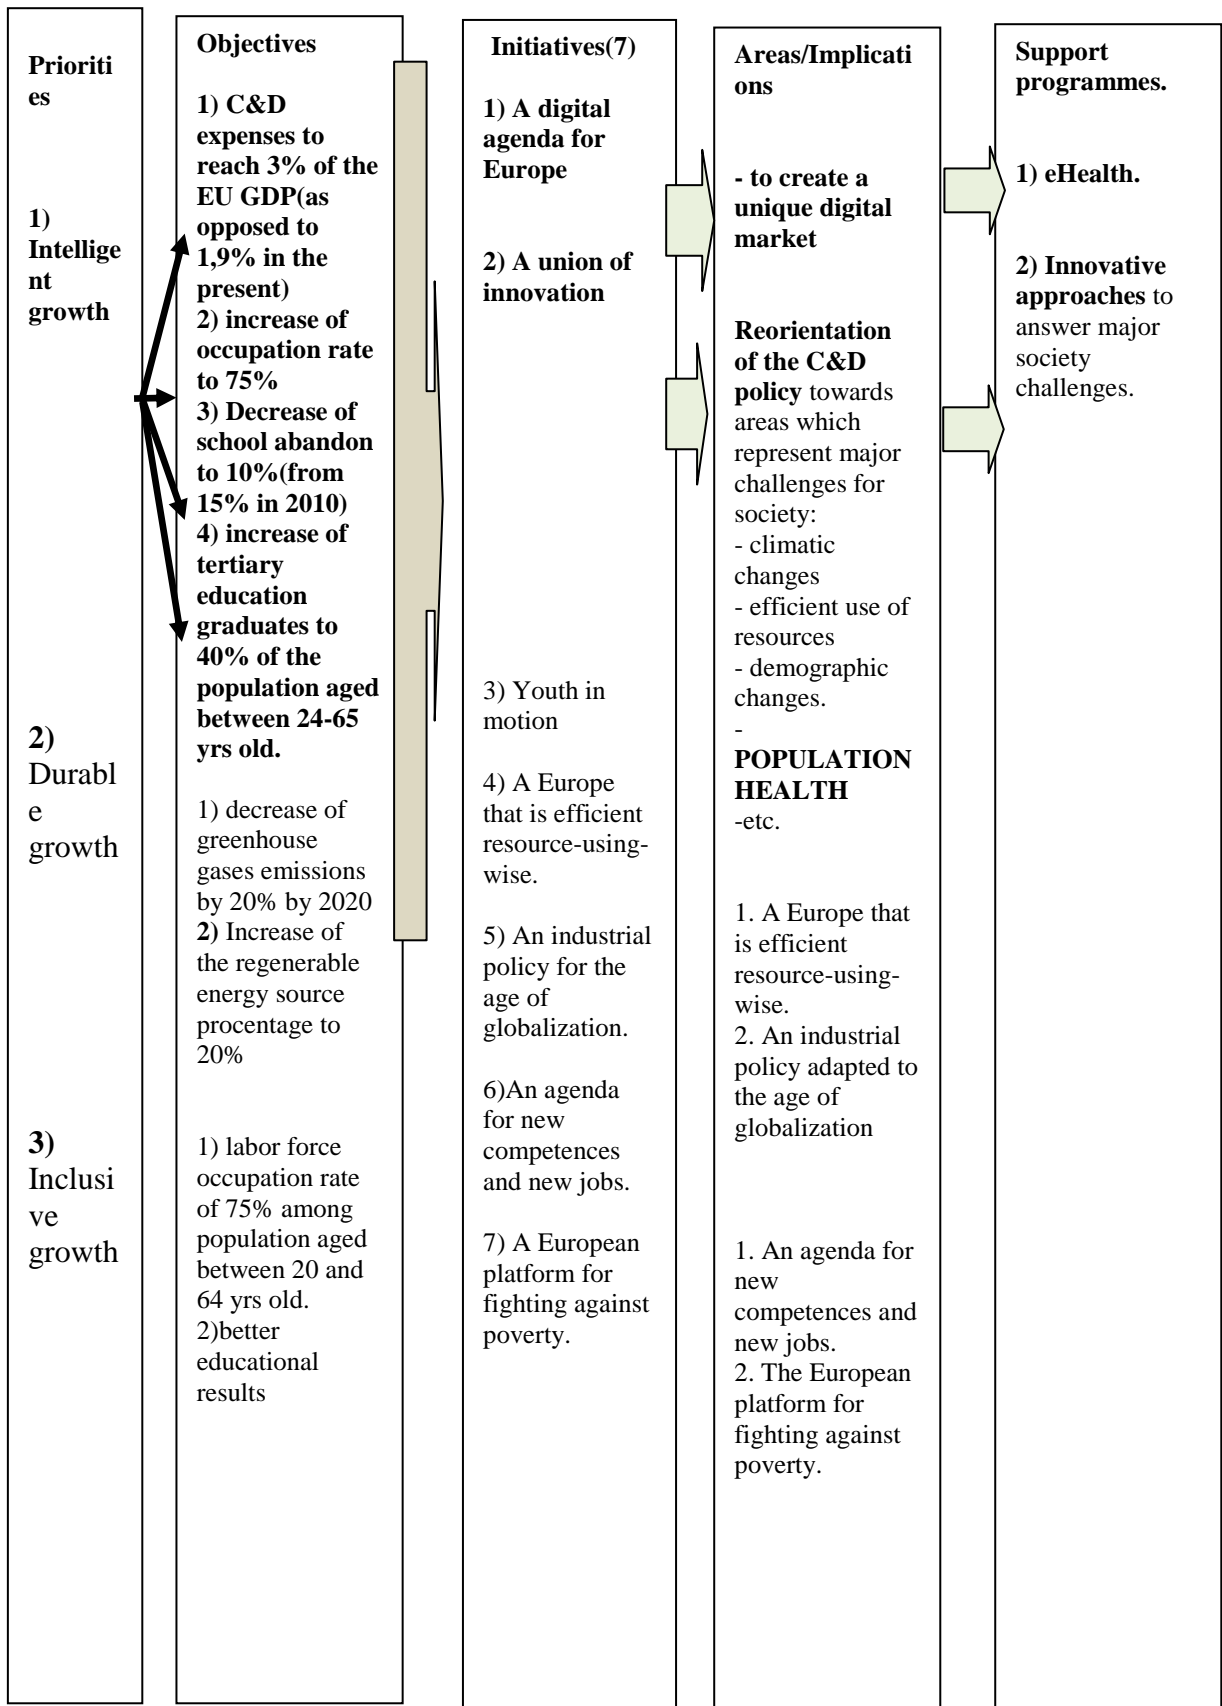 Prioriti
es
1)
Intellige
nt
growth
2)
Durabl
e
growth
3)
Inclusi
ve
growth
Objectives
1) C&D
expenses to
reach 3% of the
EU GDP(as
opposed to
1,9% in the
present)
2) increase of
occupation rate
to 75%
3) Decrease of
school abandon
to 10%(from
15% in 2010)
4) increase of
tertiary
education
graduates to
40% of the
population aged
between 24-65
yrs old.
1) decrease of
greenhouse
gases emissions
by 20% by 2020
2) Increase of
the regenerable
energy source
procentage to
20%
1) labor force
occupation rate
of 75% among
population aged
between 20 and
64 yrs old.
2)better
educational
results
Initiatives(7)
1) A digital
agenda for
Europe
2) A union of
innovation
3) Youth in
motion
4) A Europe
that is efficient
resource-using-
wise.
5) An industrial
policy for the
age of
globalization.
6)An agenda
for new
competences
and new jobs.
7) A European
platform for
fighting against
poverty.
Areas/Implicati
ons
- to create a
unique digital
market
Reorientation
of the C&D
policy towards
areas which
represent major
challenges for
society:
- climatic
changes
- efficient use of
resources
- demographic
changes.
-
POPULATION
HEALTH
-etc.
1. A Europe that
is efficient
resource-using-
wise.
2. An industrial
policy adapted to
the age of
globalization
1. An agenda for
new
competences and
new jobs.
2. The European
platform for
fighting against
poverty.
Support
programmes.
1) eHealth.
2) Innovative
approaches to
answer major
society
challenges.